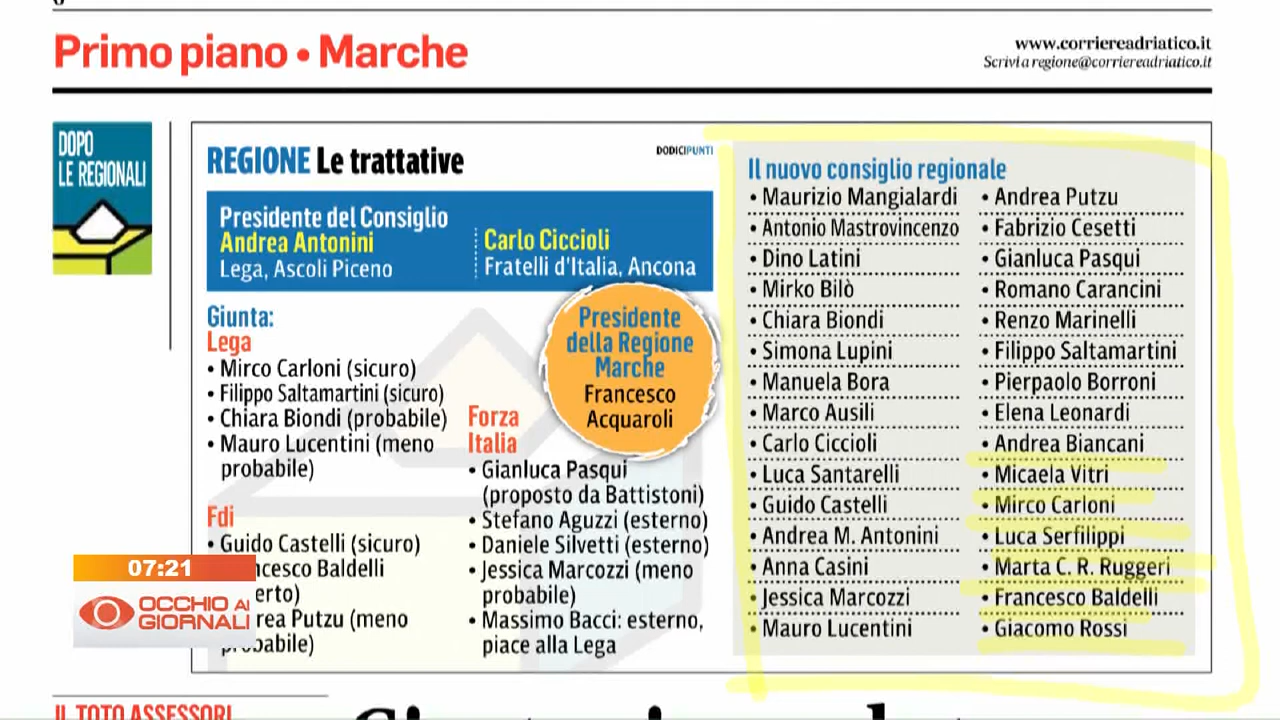 Primo piano • Marche
www.corriereadriatico.it
Scrivi a regione@corriereadriatico.it
DOPO
LE REGIONALI
REGIONE Le trattative
DODICIPUNTI
Presidente del Consiglio
Andrea Antonini
Lega, Ascoli Piceno
Carlo Ciccioli
Fratelli d'Italia, Ancona
Presidente
della Regione
Marche
Francesco
Acquaroli
Giunta:
Lega
• Mirco Carloni (sicuro)
• Filippo Saltamartini (sicuro)
• Chiara Biondi (probabile)
• Mauro Lucentini (meno
probabile)
Fdi
• Guido Castelli (sicuro)
Baldelli
Putzu (meno
Forza
Italia
• Gianluca Pasqui
(proposto da Battistoni)
• Stefano Aguzzi (esterno)
• Daniele Silvetti (esterno)
• Jessica Marcozzi (meno
probabile)
• Massimo Bacci: esterno,
piace alla Lega
Il nuovo consiglio regionale
• Maurizio Mangialardi
• Antonio Mastrovincenzo
• Dino Latini
• Mirko Bilò
• Chiara Biondi
• Simona Lupini
• Manuela Bora
• Marco Ausili
• Carlo Ciccioli
• Luca Santarelli
• Guido Castelli
• Andrea M. Antonini
• Anna Casini
• Jessica Marcozzi
• Mauro Lucentini
• Andrea Putzu
• Fabrizio Cesetti
• Gianluca Pasqui
• Romano Carancini
• Renzo Marinelli
• Filippo Saltamartini
• Pierpaolo Borroni
• Elena Leonardi
• Andrea Biancani
• Micaela Vitri
• Mirco Carloni
• Luca Serfilippi
• Marta C. R. Ruggeri
• Francesco Baldelli
• Giacomo Rossi
07:21
OCCHIO AI
GIORNALI
IL TOTO ASSESSORI